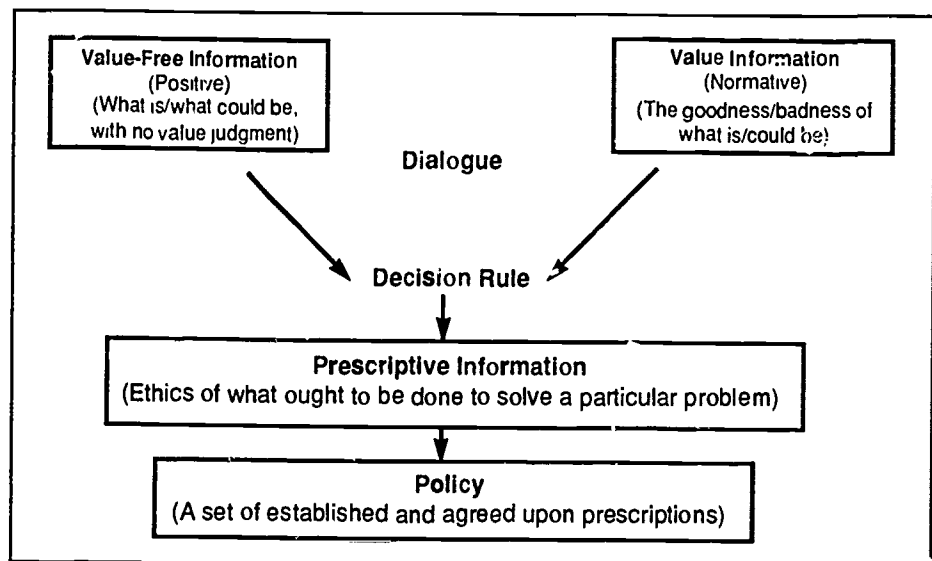 Value-Free Information
(Positive)
(What is/what could be,
with no value judgment)
Value Information
(Normative)
(The goodness/badness of
what is/could be)
Dialogue
Decision Rule
Prescriptive Information
(Ethics of what ought to be done to solve a particular problem)
Policy
(A set of established and agreed upon prescriptions)